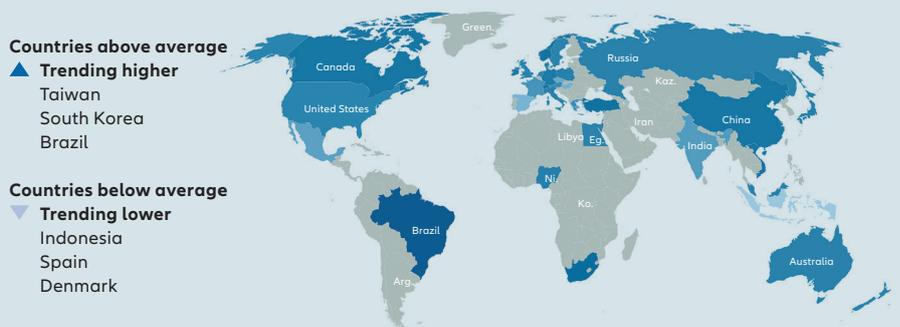 Countries above average
Trending higher
Taiwan
South Korea
Brazil
Countries below average
Trending lower
Indonesia
Spain
Denmark
Green.
Canada
Russia
Kaz.
United States
China
Iran
Libya
Eg.
India
Ni.
Ko.
Brazil
Australia
Arg.